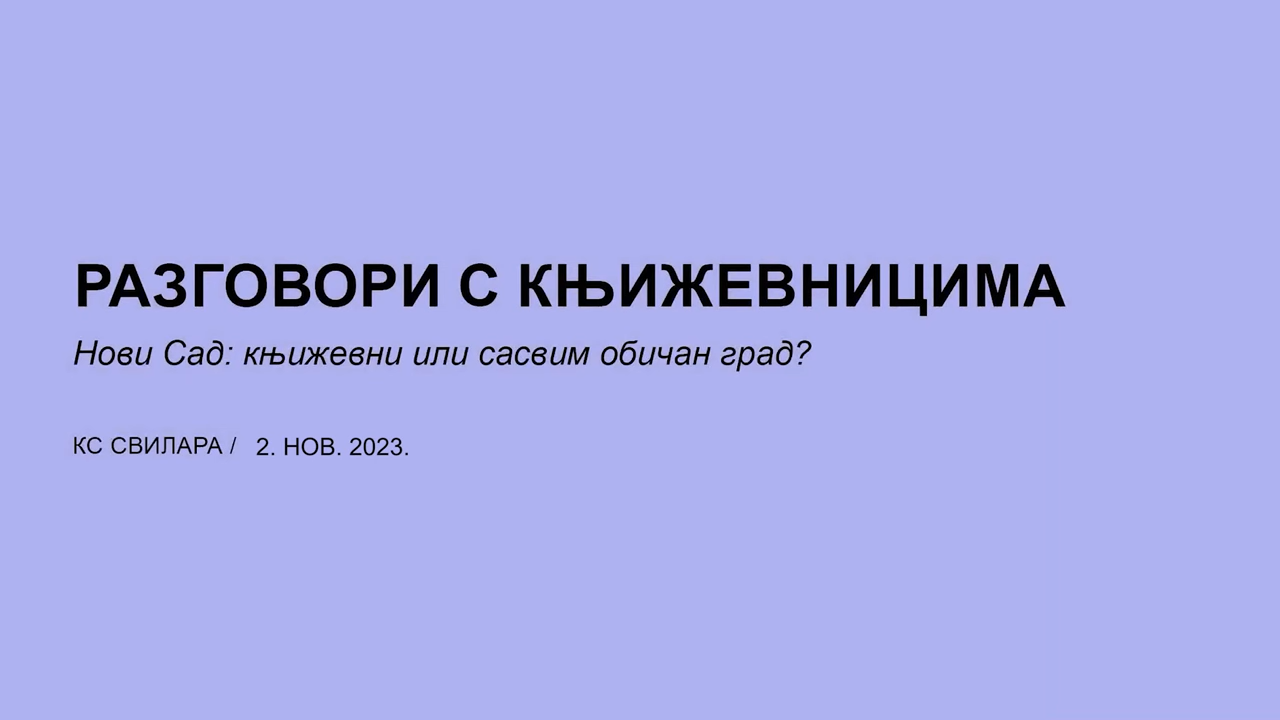 РАЗГОВОРИ С КЊИЖЕВНИЦИМА
Нови Сад: књижевни или сасвим обичан град?
КС СВИЛАРА / 2. НОВ. 2023.